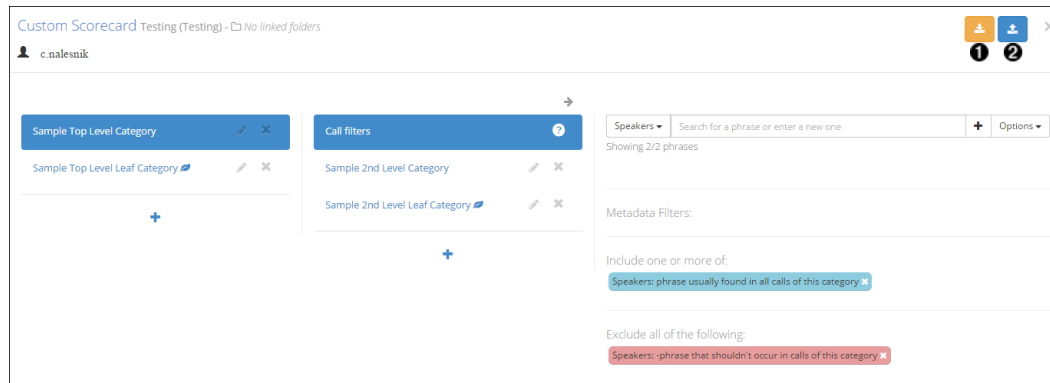 Custom Scorecard Testing (Testing) - No linked folders
c.nalesnik
1 2
Sample Top Level Category
Sample Top Level Leaf Category
Call filters
Sample 2nd Level Category
Sample 2nd Level Leaf Category
Speakers Search for a phrase or enter a new one Options
Showing 2/2 phrases
Metadata Filters:
Include one or more of:
Speakers: phrase usually found in all calls of this category
Exclude all of the following:
Speakers: -phrase that shouldn't occur in calls of this category